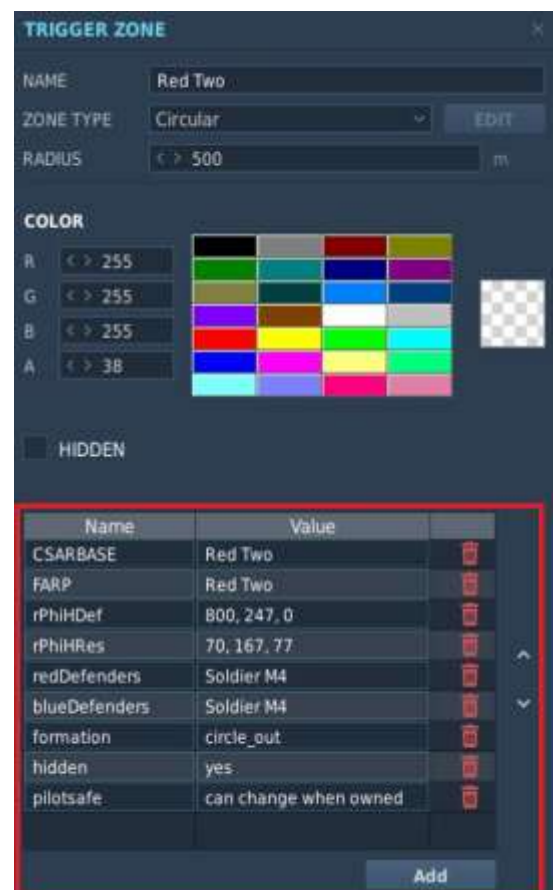 TRIGGER ZONE
NAME Red Two
ZONE TYPE Circular EDIT
RADIUS < > 500 m
COLOR
R < > 255
G < > 255
B < > 255
A < > 38
HIDDEN
Name Value
CSARBASE Red Two
FARP Red Two
rPhiHDef 800, 247, 0
rPhiHRes 70, 167, 77
redDefenders Soldier M4
blueDefenders Soldier M4
formation circle_out
hidden yes
pilotsafe can change when owned
Add